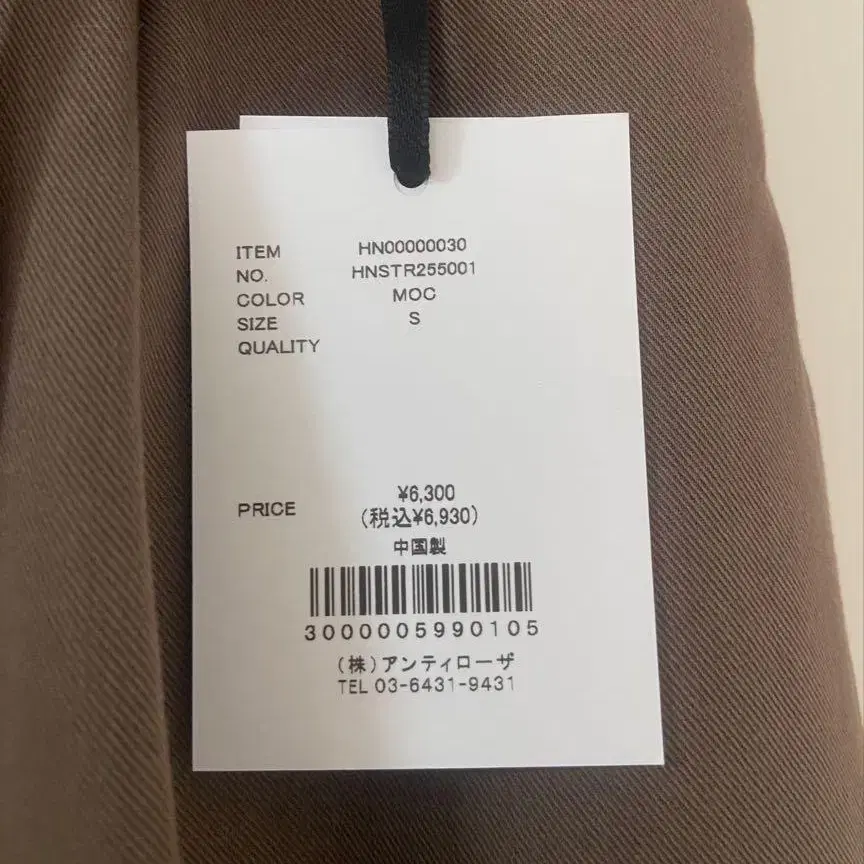 ITEM HN00000030
NO. HNSTR255001
COLOR MOC
SIZE S
QUALITY
¥6,300
PRICE (税込¥6,930)
中国製
3000005990105
(株)アンティローザ
TEL 03-6431-9431